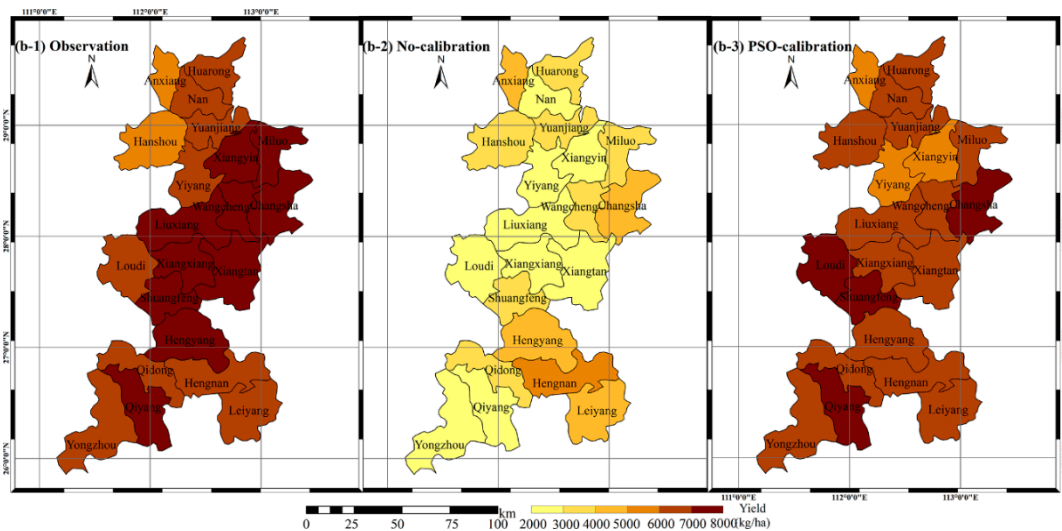 111°0'0"E 112°0'0"E 113°0'0"E
(b-1) Observation
N
Huarong
Anxiang
Nan
29°0'0"N
Yuanjiang
Miluo
Hanshou
Xiangyin
Yiyang
Wangcheng
Changsha
Liuxiang
28°0'0"N
Loudi
Xiangxiang
Xiangtan
Shuangfeng
Hengyang
27°0'0"N
Qidong
Hengnan
Qiyang
Leiyang
Yongzhou
26°0'0"N
(b-2) No-calibration
N
Huarong
Anxiang
Nan
Yuanjiang
Miluo
Hanshou
Xiangyin
Yiyang
Wangcheng
Changsha
Liuxiang
Loudi
Xiangxiang
Xiangtan
Shuangfeng
Hengyang
Qidong
Hengnan
Qiyang
Leiyang
Yongzhou
(b-3) PSO-calibration
N
Huarong
Anxiang
Nan
Yuanjiang
Miluo
Hanshou
Xiangyin
Yiyang
Wangcheng
Changsha
Liuxiang
Loudi
Xiangxiang
Xiangtan
Shuangfeng
Hengyang
Qidong
Hengnan
Qiyang
Leiyang
Yongzhou
111°0'0"E 112°0'0"E 113°0'0"E
km
0 12.5 25 50 75 100
Yield
2000 3000 4000 5000 6000 7000 8000
(kg/ha)